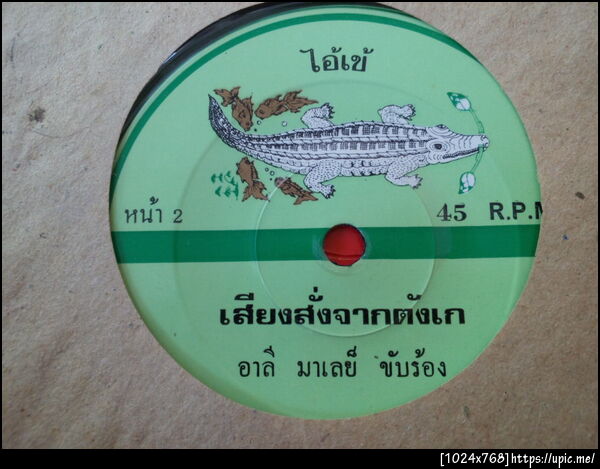 ไอ้เข้
หน้า 2
45 R.P.M
เสียงสั่งจากตังเก
อาลี มาเลย์ ขับร้อง
[1024x768]https://upic.me/